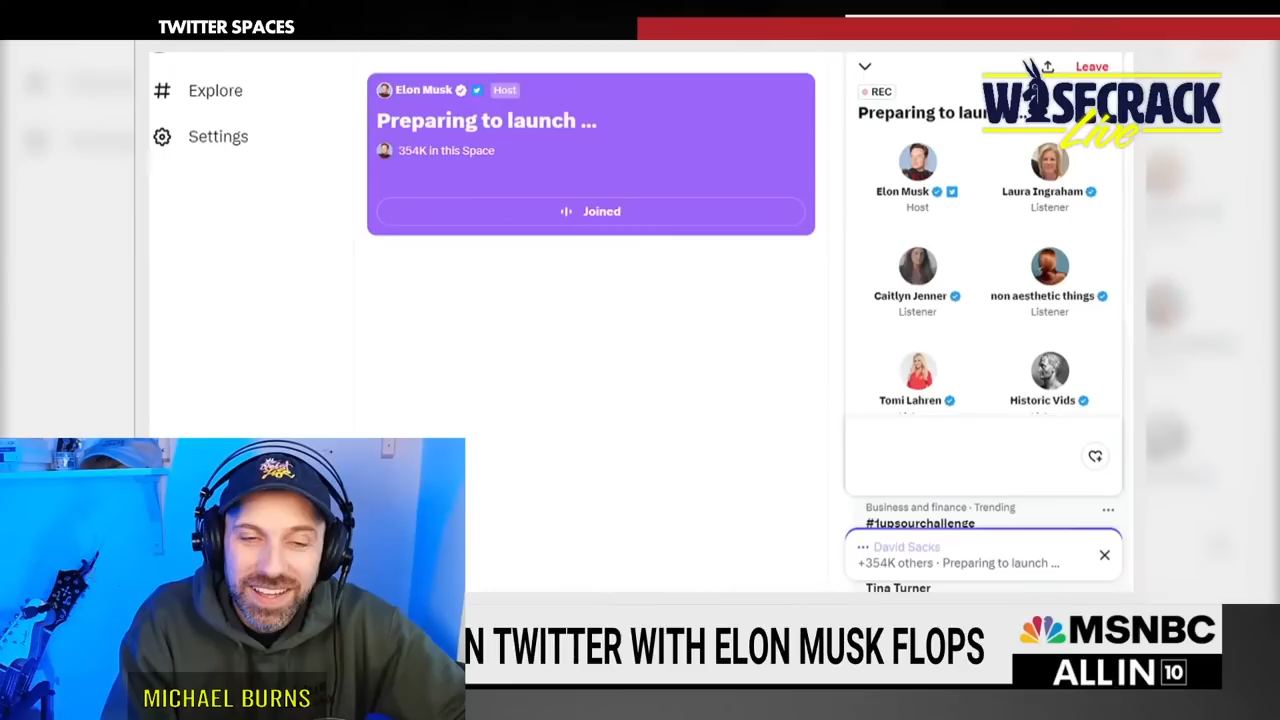 TWITTER SPACES
Explore
Settings
Elon Musk Host
Preparing to launch ...
354K in this Space
Joined
Leave
REC
Preparing to
WISECRACK
Live
Elon Musk
Host
Laura Ingraham
Listener
Caitlyn Jenner
Listener
non aesthetic things
Listener
Tomi Lahren
Historic Vids
Business and finance · Trending
#1upsourchallenge
David Sacks
+354K others · Preparing to launch ...
Tina Turner
N TWITTER WITH ELON MUSK FLOPS
MSNBC
ALL IN 10
MICHAEL BURNS